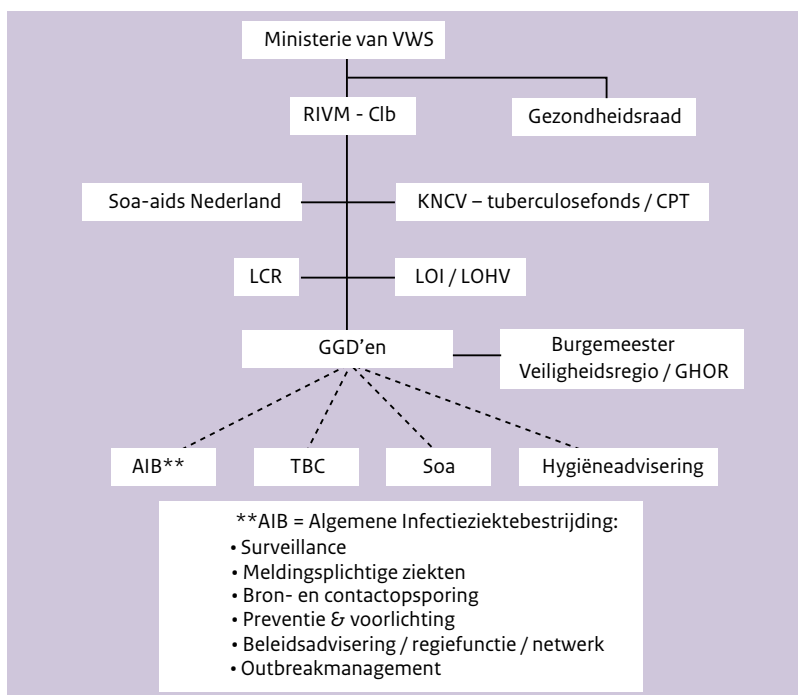 Ministerie van VWS
RIVM - Clb
Gezondheidsraad
Soa-aids Nederland
KNCV – tuberculosefonds / CPT
LCR
LOI / LOHV
GGD’en
Burgemeester
Veiligheidsregio / GHOR
AIB**
TBC
Soa
Hygiëneadvisering
**AIB = Algemene Infectieziektebestrijding:
• Surveillance
• Meldingsplichtige ziekten
• Bron- en contactopsporing
• Preventie & voorlichting
• Beleidsadvisering / regiefunctie / netwerk
• Outbreakmanagement